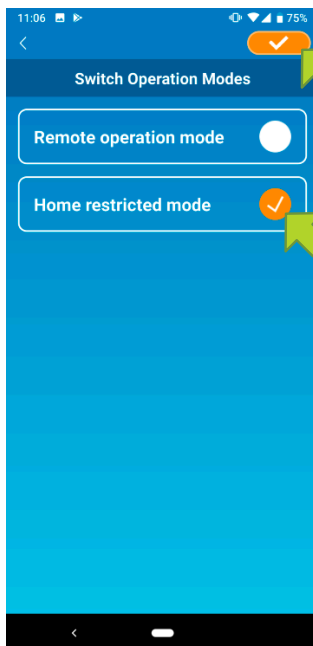 11:06 75%
Switch Operation Modes
Remote operation mode
Home restricted mode